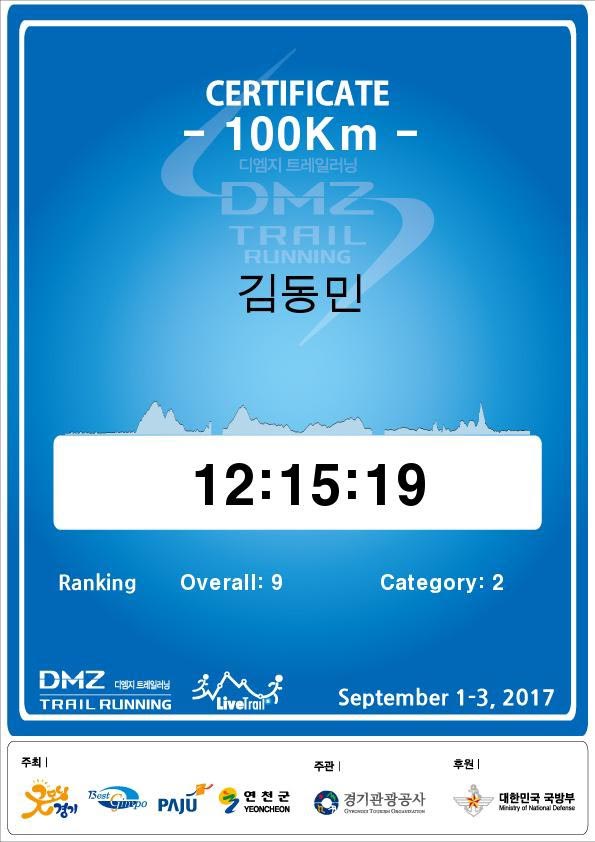 CERTIFICATE
- 100Km -
디엠지 트레일러닝
DMZ
TRAIL
RUNNING
김동민
12:15:19
Ranking Overall: 9 Category: 2
DMZ 디엠지 트레일러닝
TRAIL RUNNING
LiveTrail
September 1-3, 2017
주최 | 주관 | 후원 |
경기
Best Gimpo
PAJU
연천군
YEONCHEON
경기관광공사
GYEONGGI TOURISM ORGANIZATION
대한민국 국방부
Ministry of National Defense